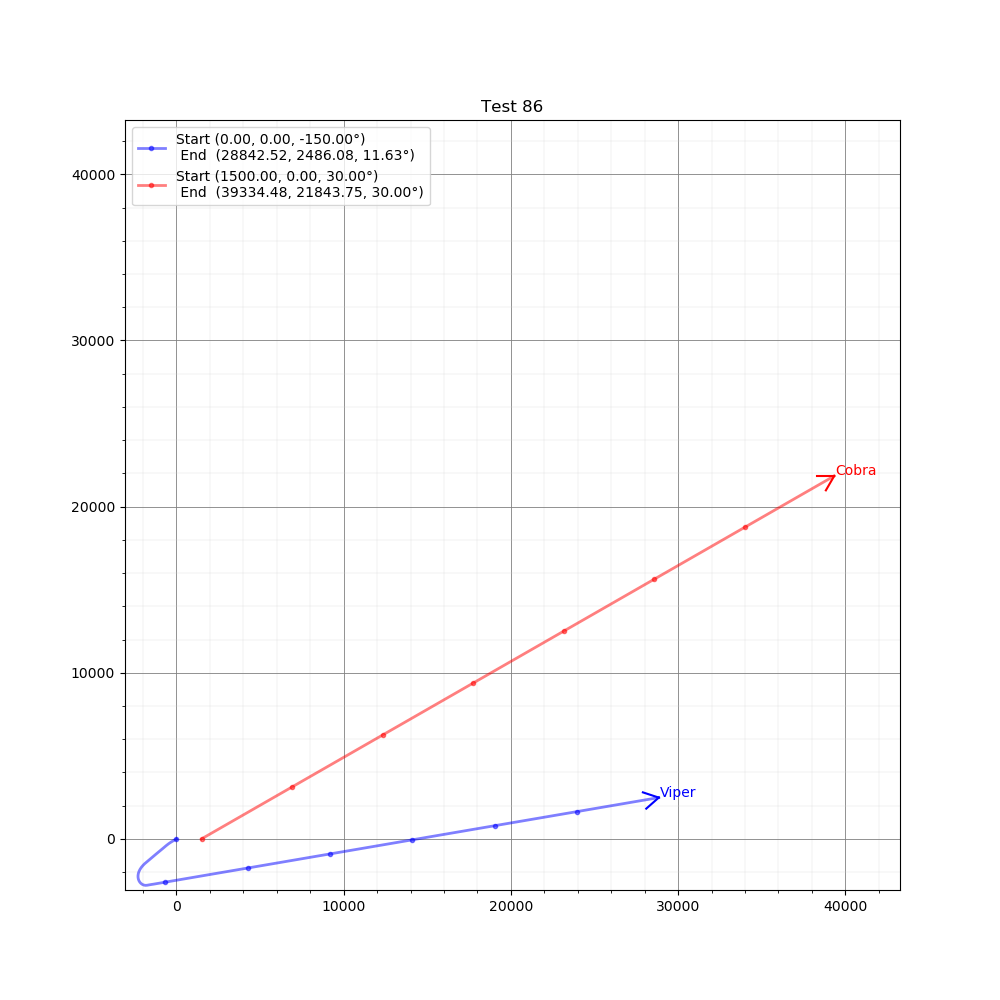 Test 86
Start (0.00, 0.00, -150.00°)
End  (28842.52, 2486.08, 11.63°)
Start (1500.00, 0.00, 30.00°)
End  (39334.48, 21843.75, 30.00°)
40000
30000
20000
10000
0
Cobra
Viper
0
10000
20000
30000
40000